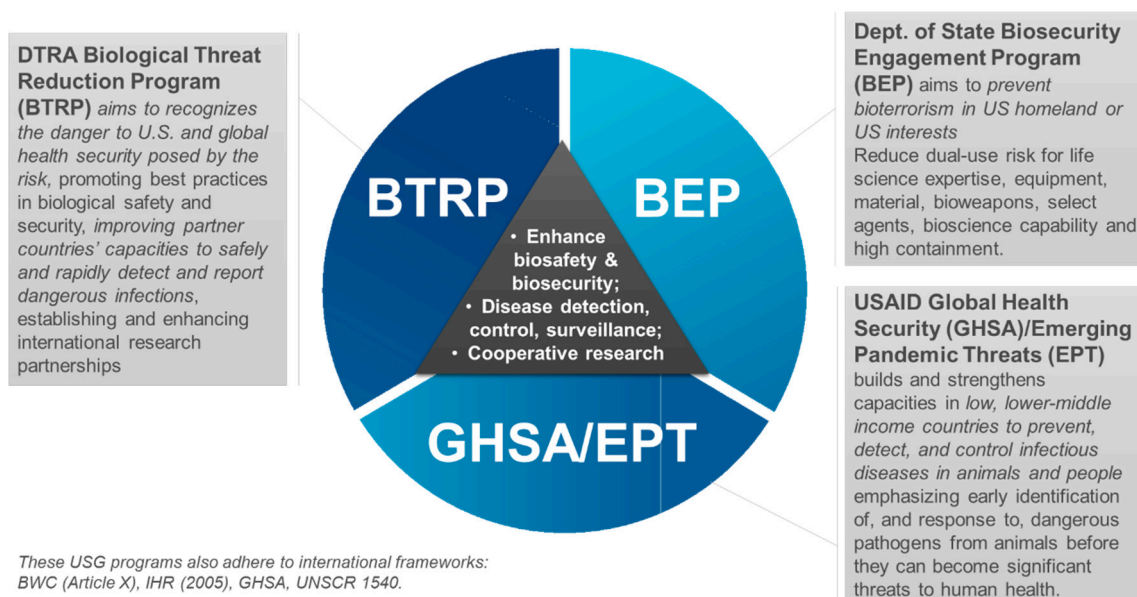 DTRA Biological Threat
Reduction Program
(BTRP) aims to recognizes
the danger to U.S. and global
health security posed by the
risk, promoting best practices
in biological safety and
security, improving partner
countries' capacities to safely
and rapidly detect and report
dangerous infections,
establishing and enhancing
international research
partnerships
BTRP
BEP
• Enhance
biosafety &
biosecurity;
• Disease detection,
control, surveillance;
• Cooperative research
GHSA/EPT
Dept. of State Biosecurity
Engagement Program
(BEP) aims to prevent
bioterrorism in US homeland or
US interests
Reduce dual-use risk for life
science expertise, equipment,
material, bioweapons, select
agents, bioscience capability and
high containment.
USAID Global Health
Security (GHSA)/Emerging
Pandemic Threats (EPT)
builds and strengthens
capacities in low, lower-middle
income countries to prevent,
detect, and control infectious
diseases in animals and people
emphasizing early identification
of, and response to, dangerous
pathogens from animals before
they can become significant
threats to human health.
These USG programs also adhere to international frameworks:
BWC (Article X), IHR (2005), GHSA, UNSCR 1540.